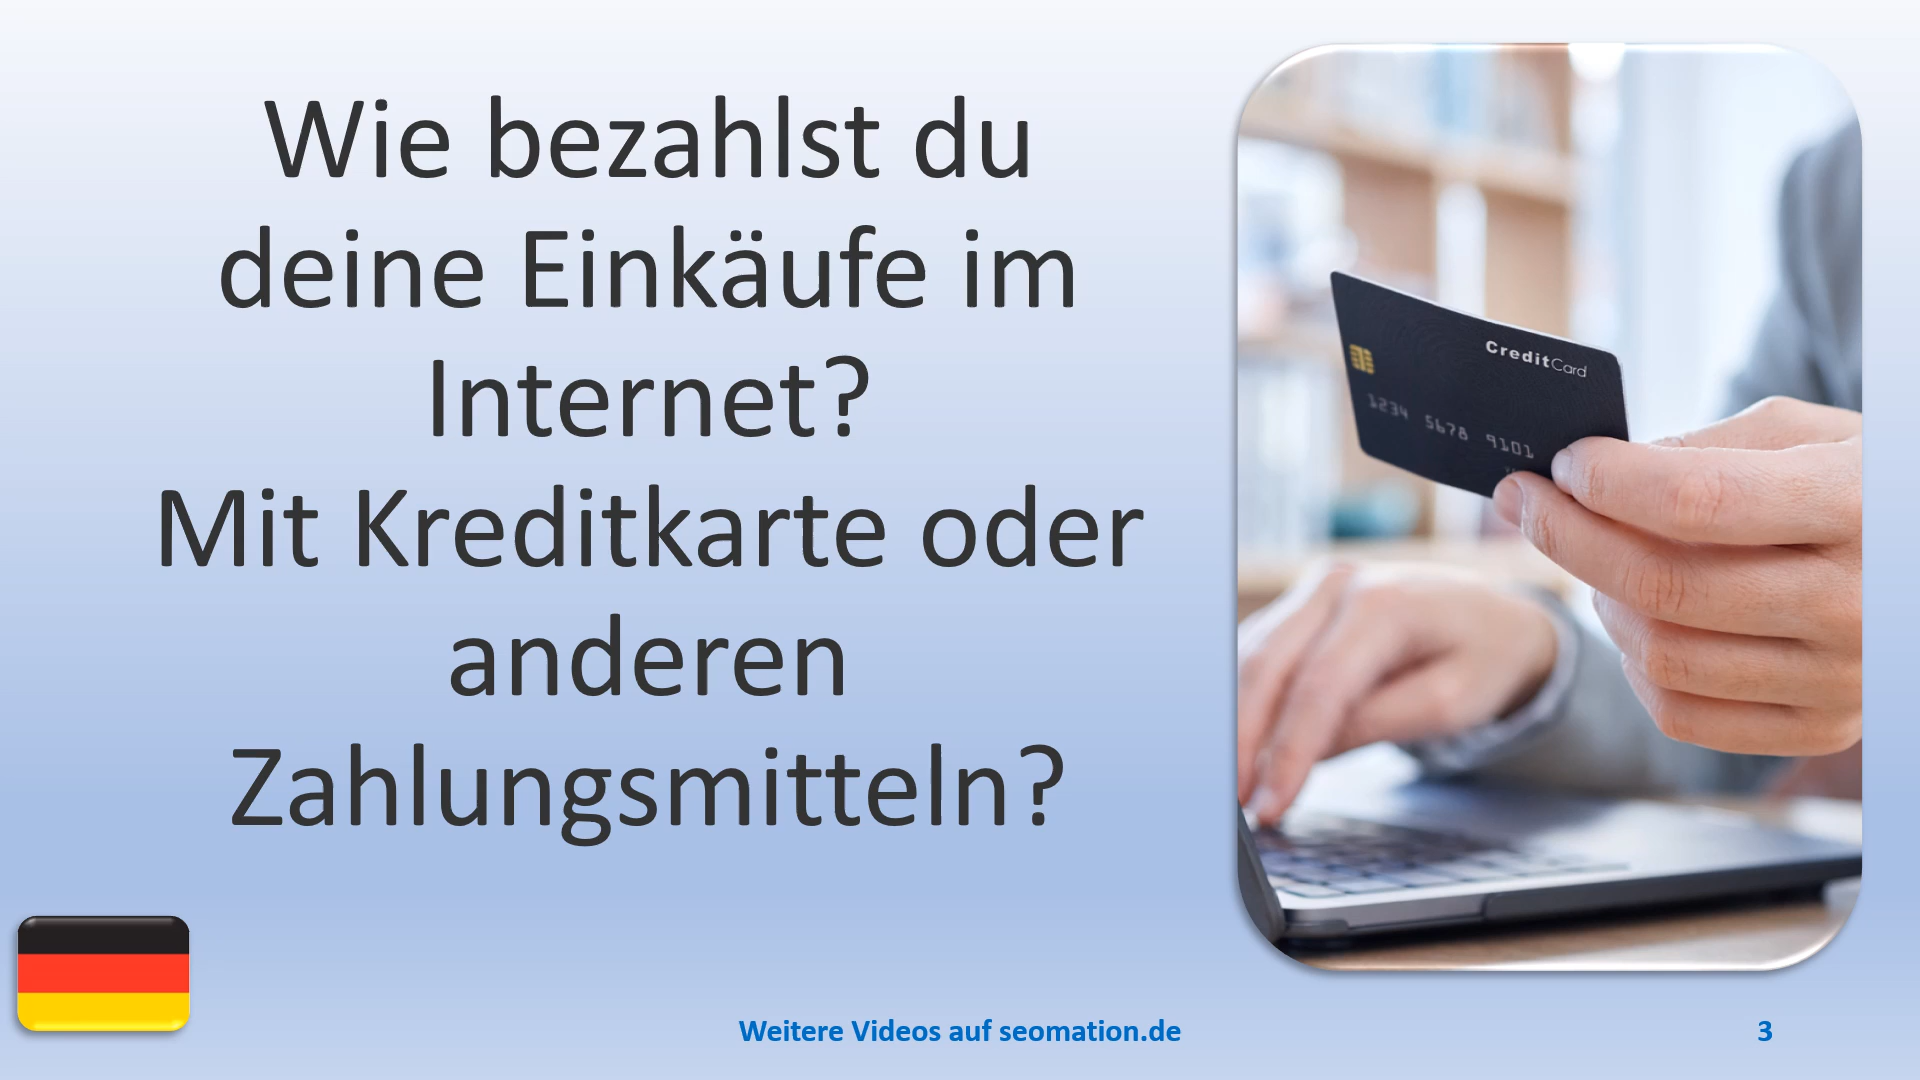 Wie bezahlst du
deine Einkäufe im
Internet?
Mit Kreditkarte oder
anderen
Zahlungsmitteln?
CreditCard
1234 5678 9101
Weitere Videos auf seomation.de
3